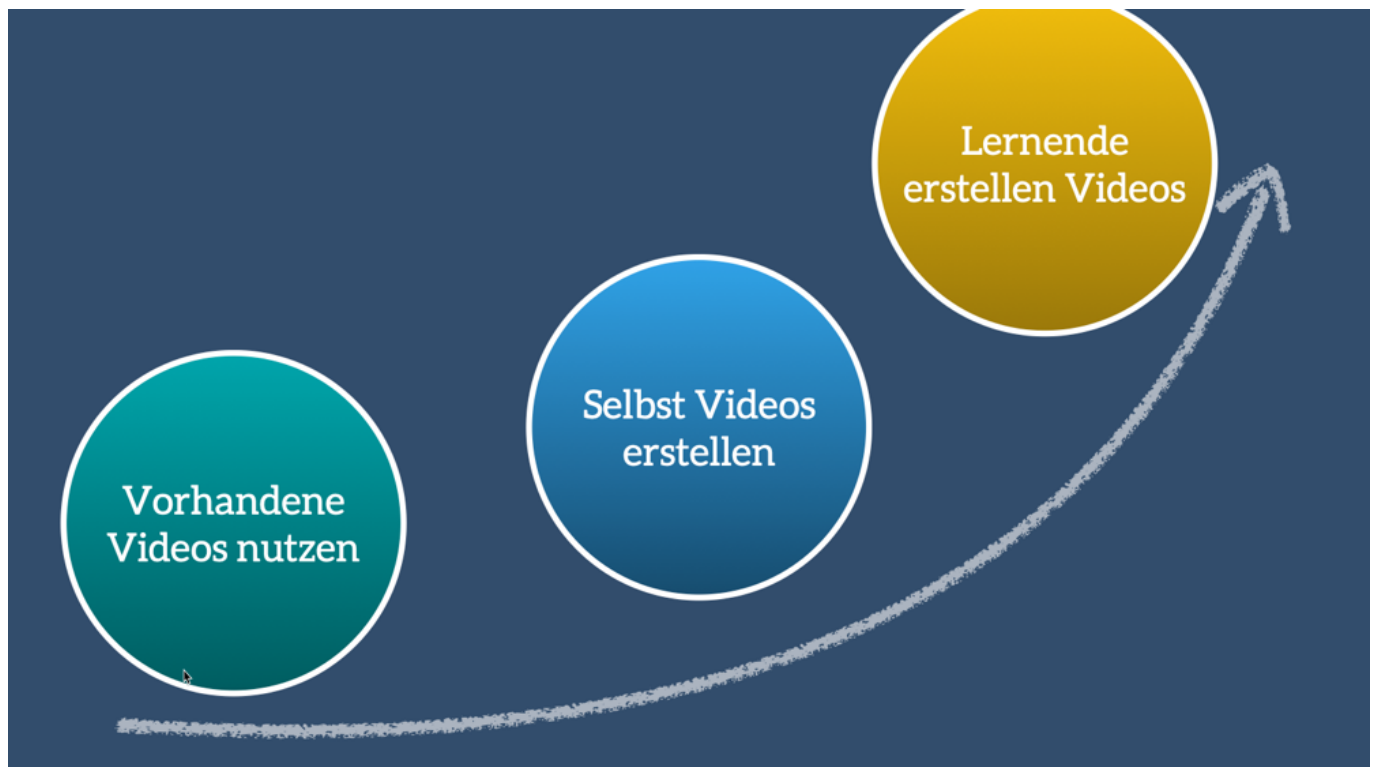 Vorhandene
Videos nutzen
Selbst Videos
erstellen
Lernende
erstellen Videos